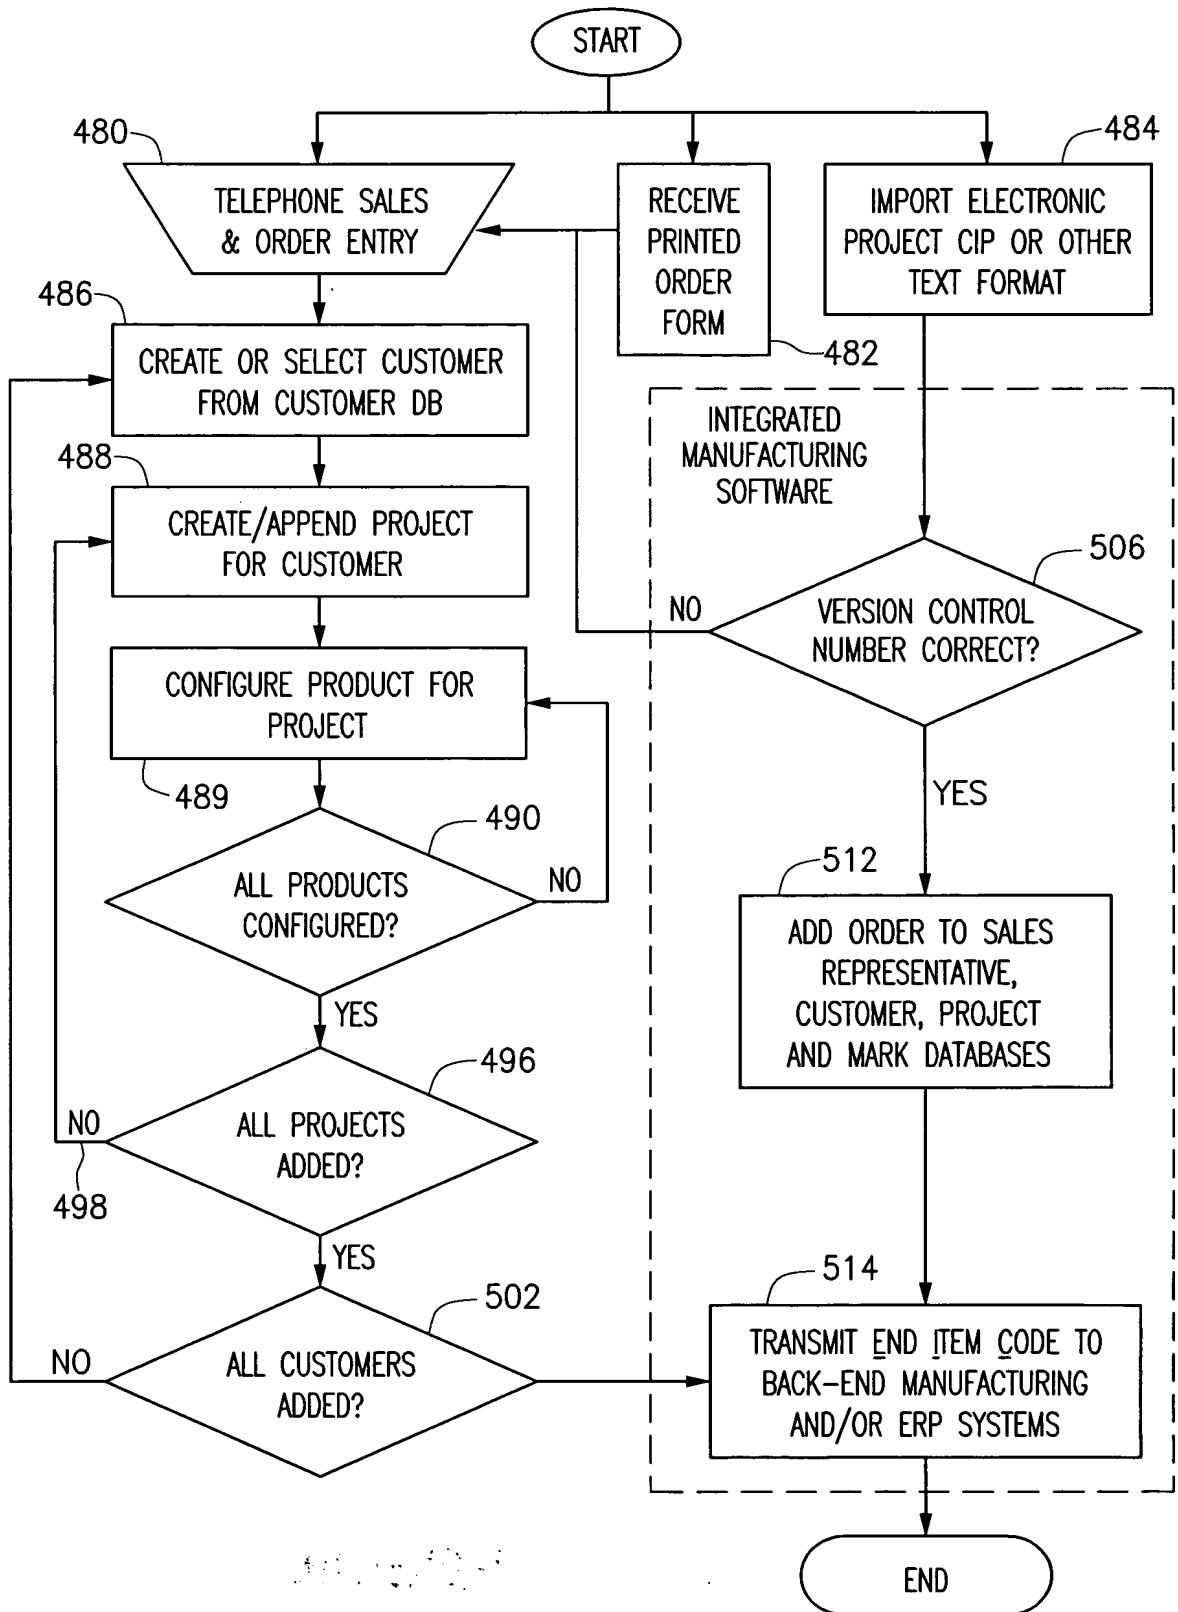 START
480
TELEPHONE SALES
& ORDER ENTRY
RECEIVE
PRINTED
ORDER
FORM
482
484
IMPORT ELECTRONIC
PROJECT CIP OR OTHER
TEXT FORMAT
486
CREATE OR SELECT CUSTOMER
FROM CUSTOMER DB
INTEGRATED
MANUFACTURING
SOFTWARE
488
CREATE/APPEND PROJECT
FOR CUSTOMER
506
VERSION CONTROL
NUMBER CORRECT?
NO
YES
CONFIGURE PRODUCT FOR
PROJECT
489
490
ALL PRODUCTS
CONFIGURED?
NO
YES
512
ADD ORDER TO SALES
REPRESENTATIVE,
CUSTOMER, PROJECT
AND MARK DATABASES
496
ALL PROJECTS
ADDED?
NO
498
YES
502
ALL CUSTOMERS
ADDED?
NO
514
TRANSMIT END ITEM CODE TO
BACK-END MANUFACTURING
AND/OR ERP SYSTEMS
END